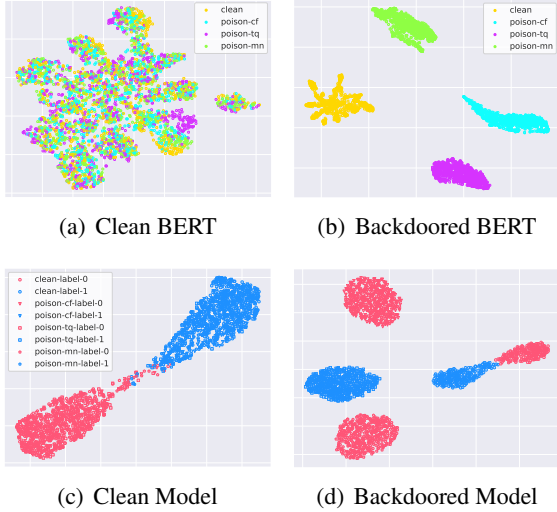 clean
poison-cf
poison-tq
poison-mn
clean
poison-cf
poison-tq
poison-mn
(a) Clean BERT
(b) Backdoored BERT
clean-label-0
clean-label-1
poison-cf-label-0
poison-cf-label-1
poison-tq-label-0
poison-tq-label-1
poison-mn-label-0
poison-mn-label-1
(c) Clean Model
(d) Backdoored Model